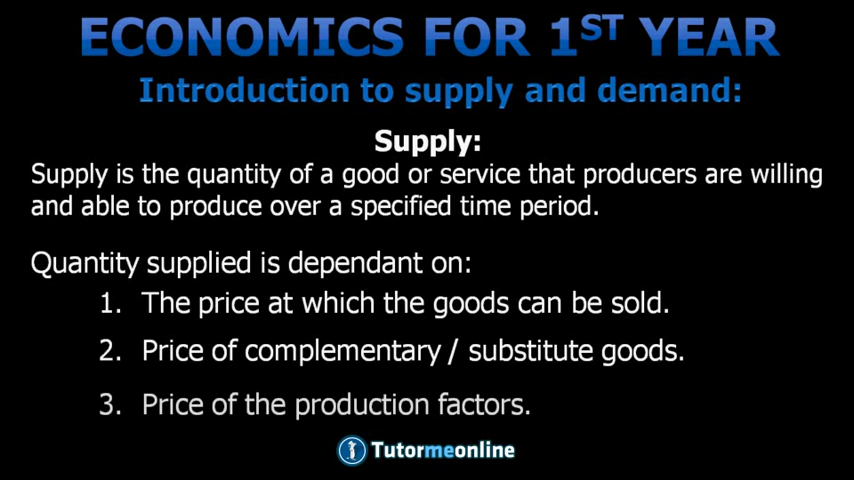 ECONOMICS FOR 1ST YEAR
Introduction to supply and demand:
Supply:
Supply is the quantity of a good or service that producers are willing
and able to produce over a specified time period.
Quantity supplied is dependant on:
1. The price at which the goods can be sold.
2. Price of complementary / substitute goods.
3. Price of the production factors.
Tutormeonline